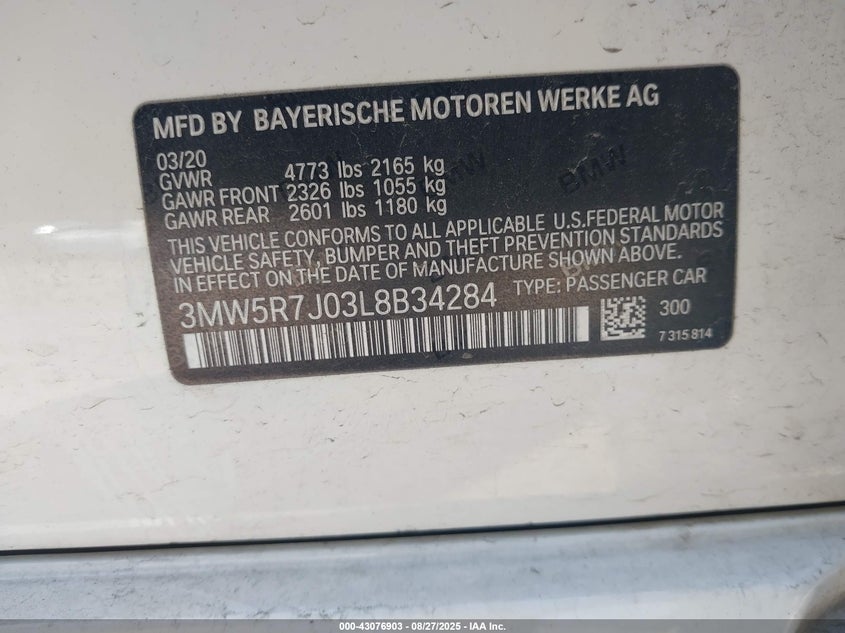 MFD BY BAYERISCHE MOTOREN WERKE AG
03/20
GVWR 4773 lbs 2165 kg
GAWR FRONT 2326 lbs 1055 kg
GAWR REAR 2601 lbs 1180 kg
THIS VEHICLE CONFORMS TO ALL APPLICABLE U.S.FEDERAL MOTOR
VEHICLE SAFETY, BUMPER AND THEFT PREVENTION STANDARDS
IN EFFECT ON THE DATE OF MANUFACTURE SHOWN ABOVE.
3MW5R7J03L8B34284 TYPE: PASSENGER CAR
300
7 315 814
BMW
000-43076903 - 08/27/2025 - IAA Inc.